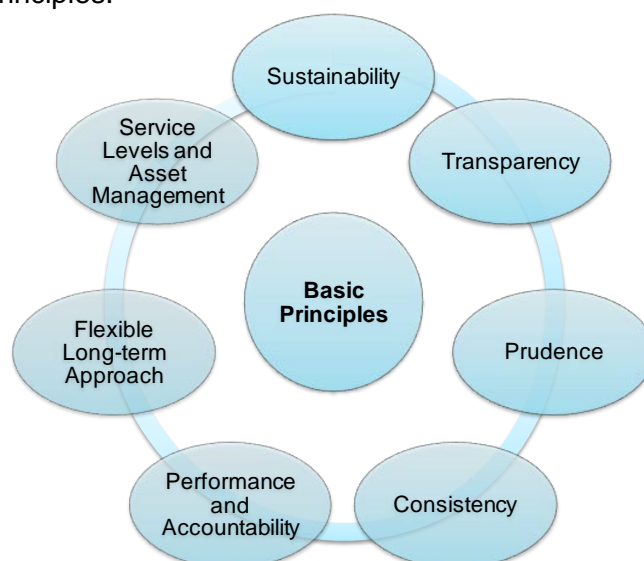 Sustainability
Transparency
Prudence
Consistency
Performance
and
Accountability
Flexible
Long-term
Approach
Service
Levels and
Asset
Management
Basic
Principles